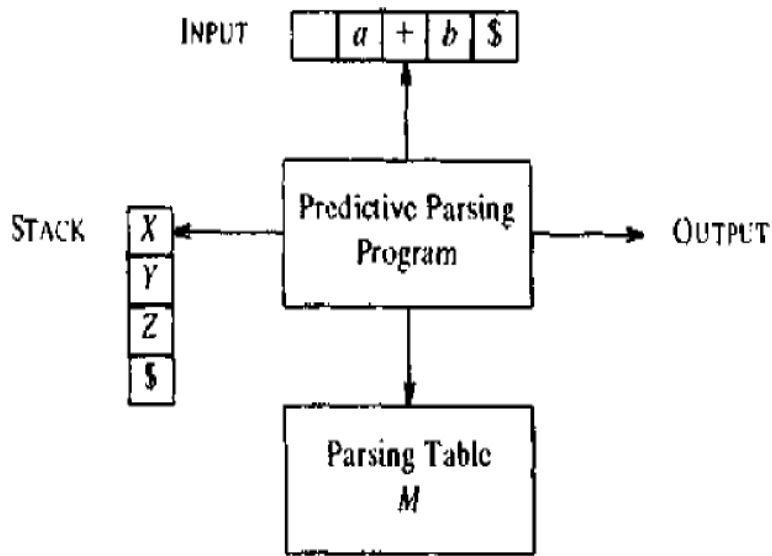 INPUT a + b $
Predictive Parsing
Program
STACK X
Y
Z
$
OUTPUT
Parsing Table
M